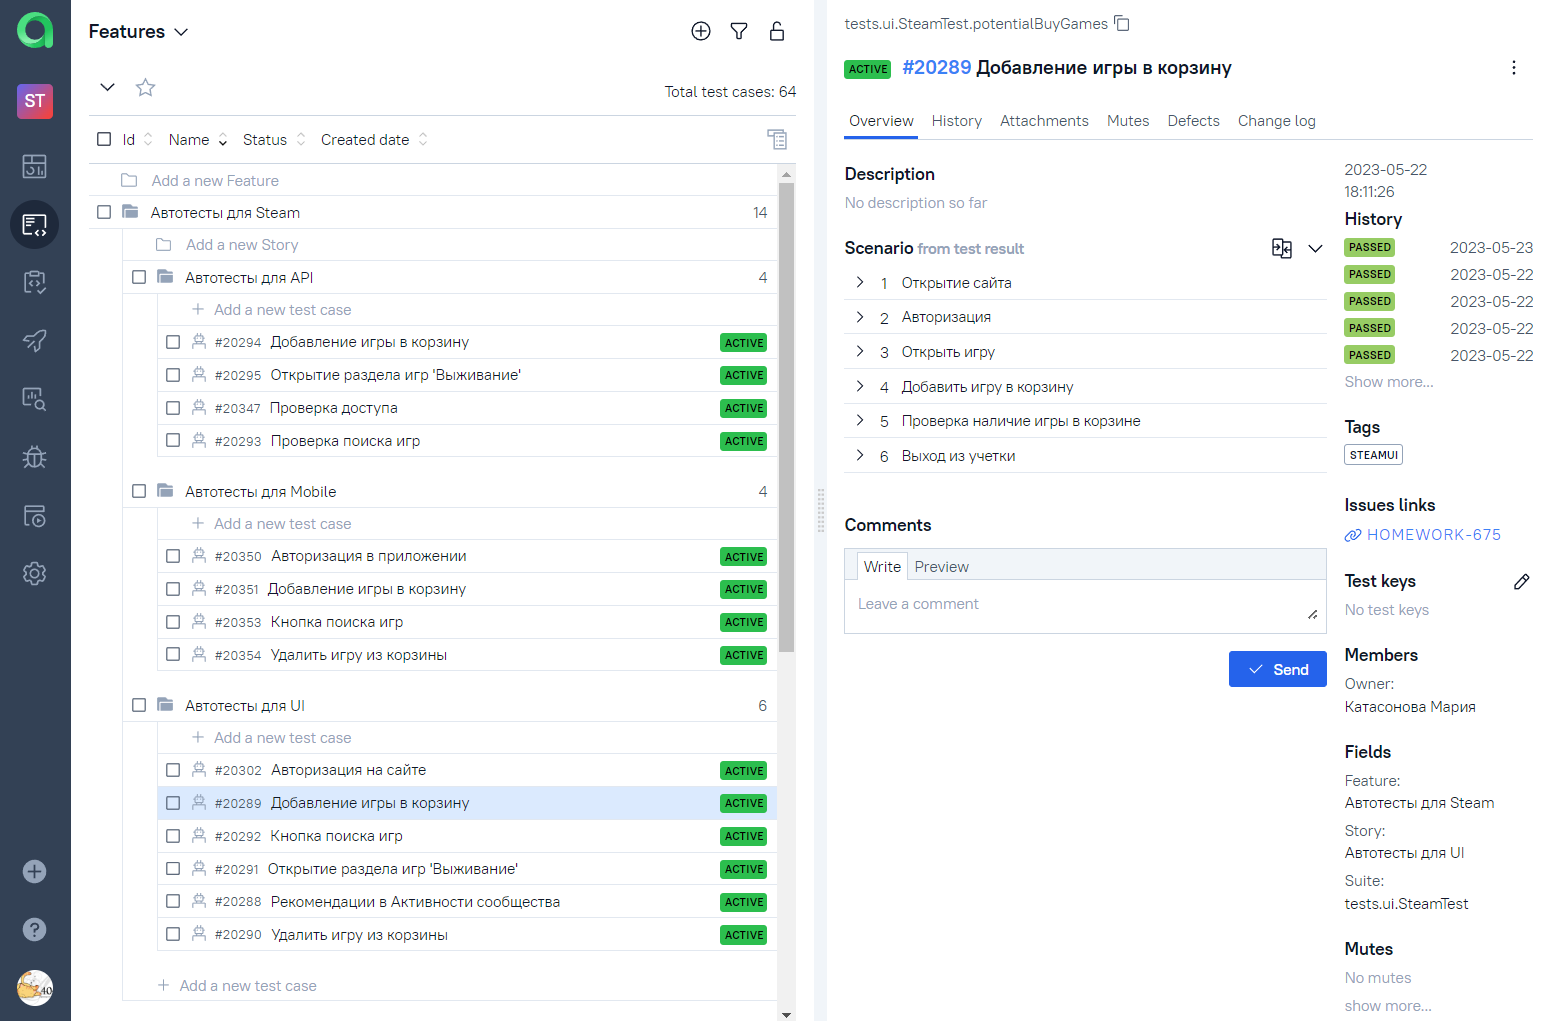 ST
40
Features
Total test cases: 64
Id Name Status Created date
Add a new Feature
Автотесты для Steam 14
Add a new Story
Автотесты для API 4
Add a new test case
#20294 Добавление игры в корзину ACTIVE
#20295 Открытие раздела игр 'Выживание' ACTIVE
#20347 Проверка доступа ACTIVE
#20293 Проверка поиска игр ACTIVE
Автотесты для Mobile 4
Add a new test case
#20350 Авторизация в приложении ACTIVE
#20351 Добавление игры в корзину ACTIVE
#20353 Кнопка поиска игр ACTIVE
#20354 Удалить игру из корзины ACTIVE
Автотесты для UI 6
Add a new test case
#20302 Авторизация на сайте ACTIVE
#20289 Добавление игры в корзину ACTIVE
#20292 Кнопка поиска игр ACTIVE
#20291 Открытие раздела игр 'Выживание' ACTIVE
#20288 Рекомендации в Активности сообщества ACTIVE
#20290 Удалить игру из корзины ACTIVE
Add a new test case
tests.ui.SteamTest.potentialBuyGames
ACTIVE #20289 Добавление игры в корзину
Overview History Attachments Mutes Defects Change log
Description
No description so far
Scenario from test result
1 Открытие сайта
2 Авторизация
3 Открыть игру
4 Добавить игру в корзину
5 Проверка наличие игры в корзине
6 Выход из учетки
Comments
Write Preview
Leave a comment
Send
2023-05-22
18:11:26
History
PASSED 2023-05-23
PASSED 2023-05-22
PASSED 2023-05-22
PASSED 2023-05-22
PASSED 2023-05-22
Show more...
Tags
STEAMUI
Issues links
HOMEWORK-675
Test keys
No test keys
Members
Owner:
Катасонова Мария
Fields
Feature:
Автотесты для Steam
Story:
Автотесты для UI
Suite:
tests.ui.SteamTest
Mutes
No mutes
show more...